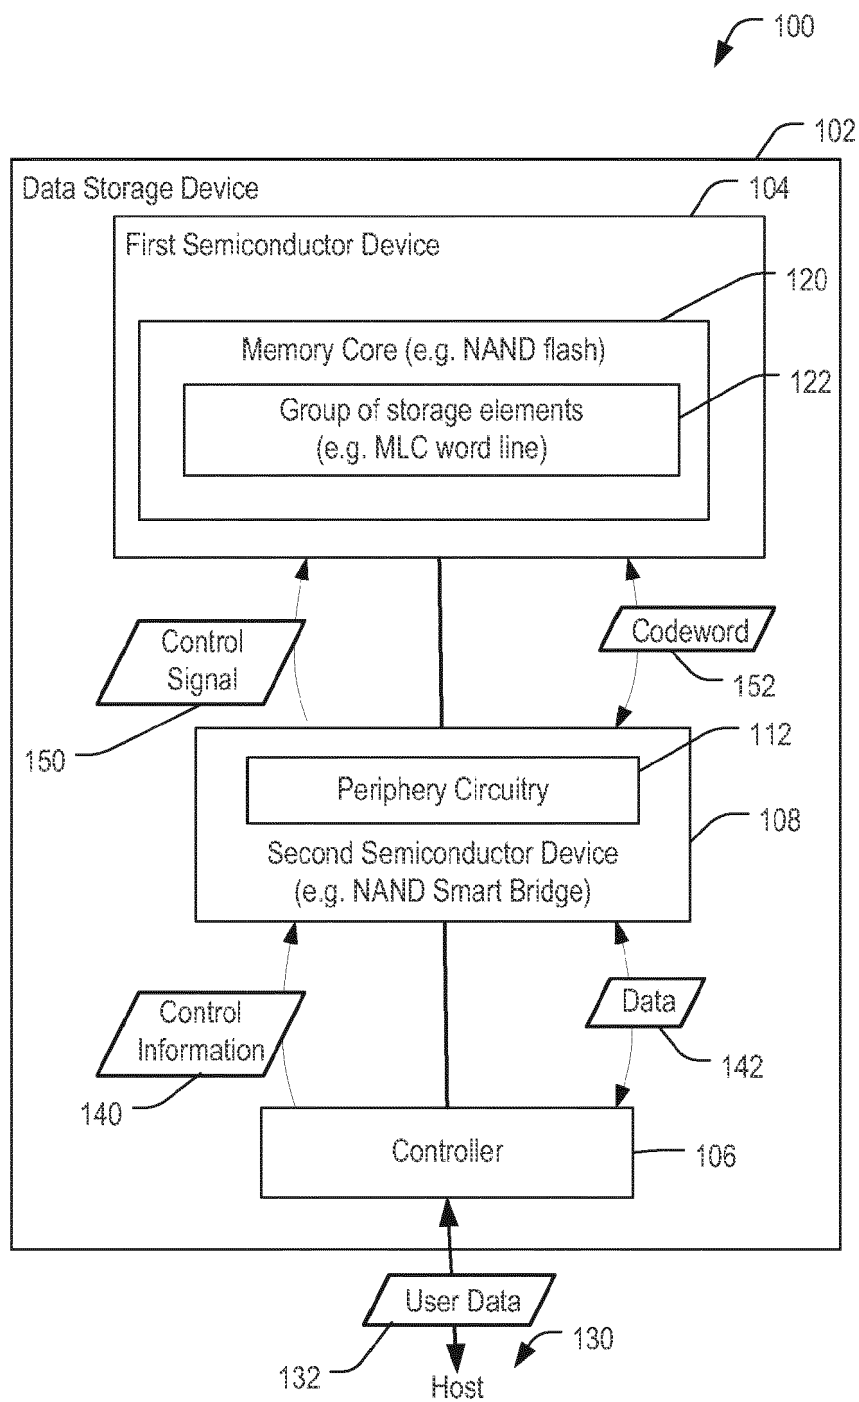 100
102
Data Storage Device
104
First Semiconductor Device
120
Memory Core (e.g. NAND flash)
122
Group of storage elements
(e.g. MLC word line)
Control
Signal
150
Codeword
152
112
Periphery Circuitry
108
Second Semiconductor Device
(e.g. NAND Smart Bridge)
Control
Information
140
Data
142
Controller
106
User Data
132
130
Host